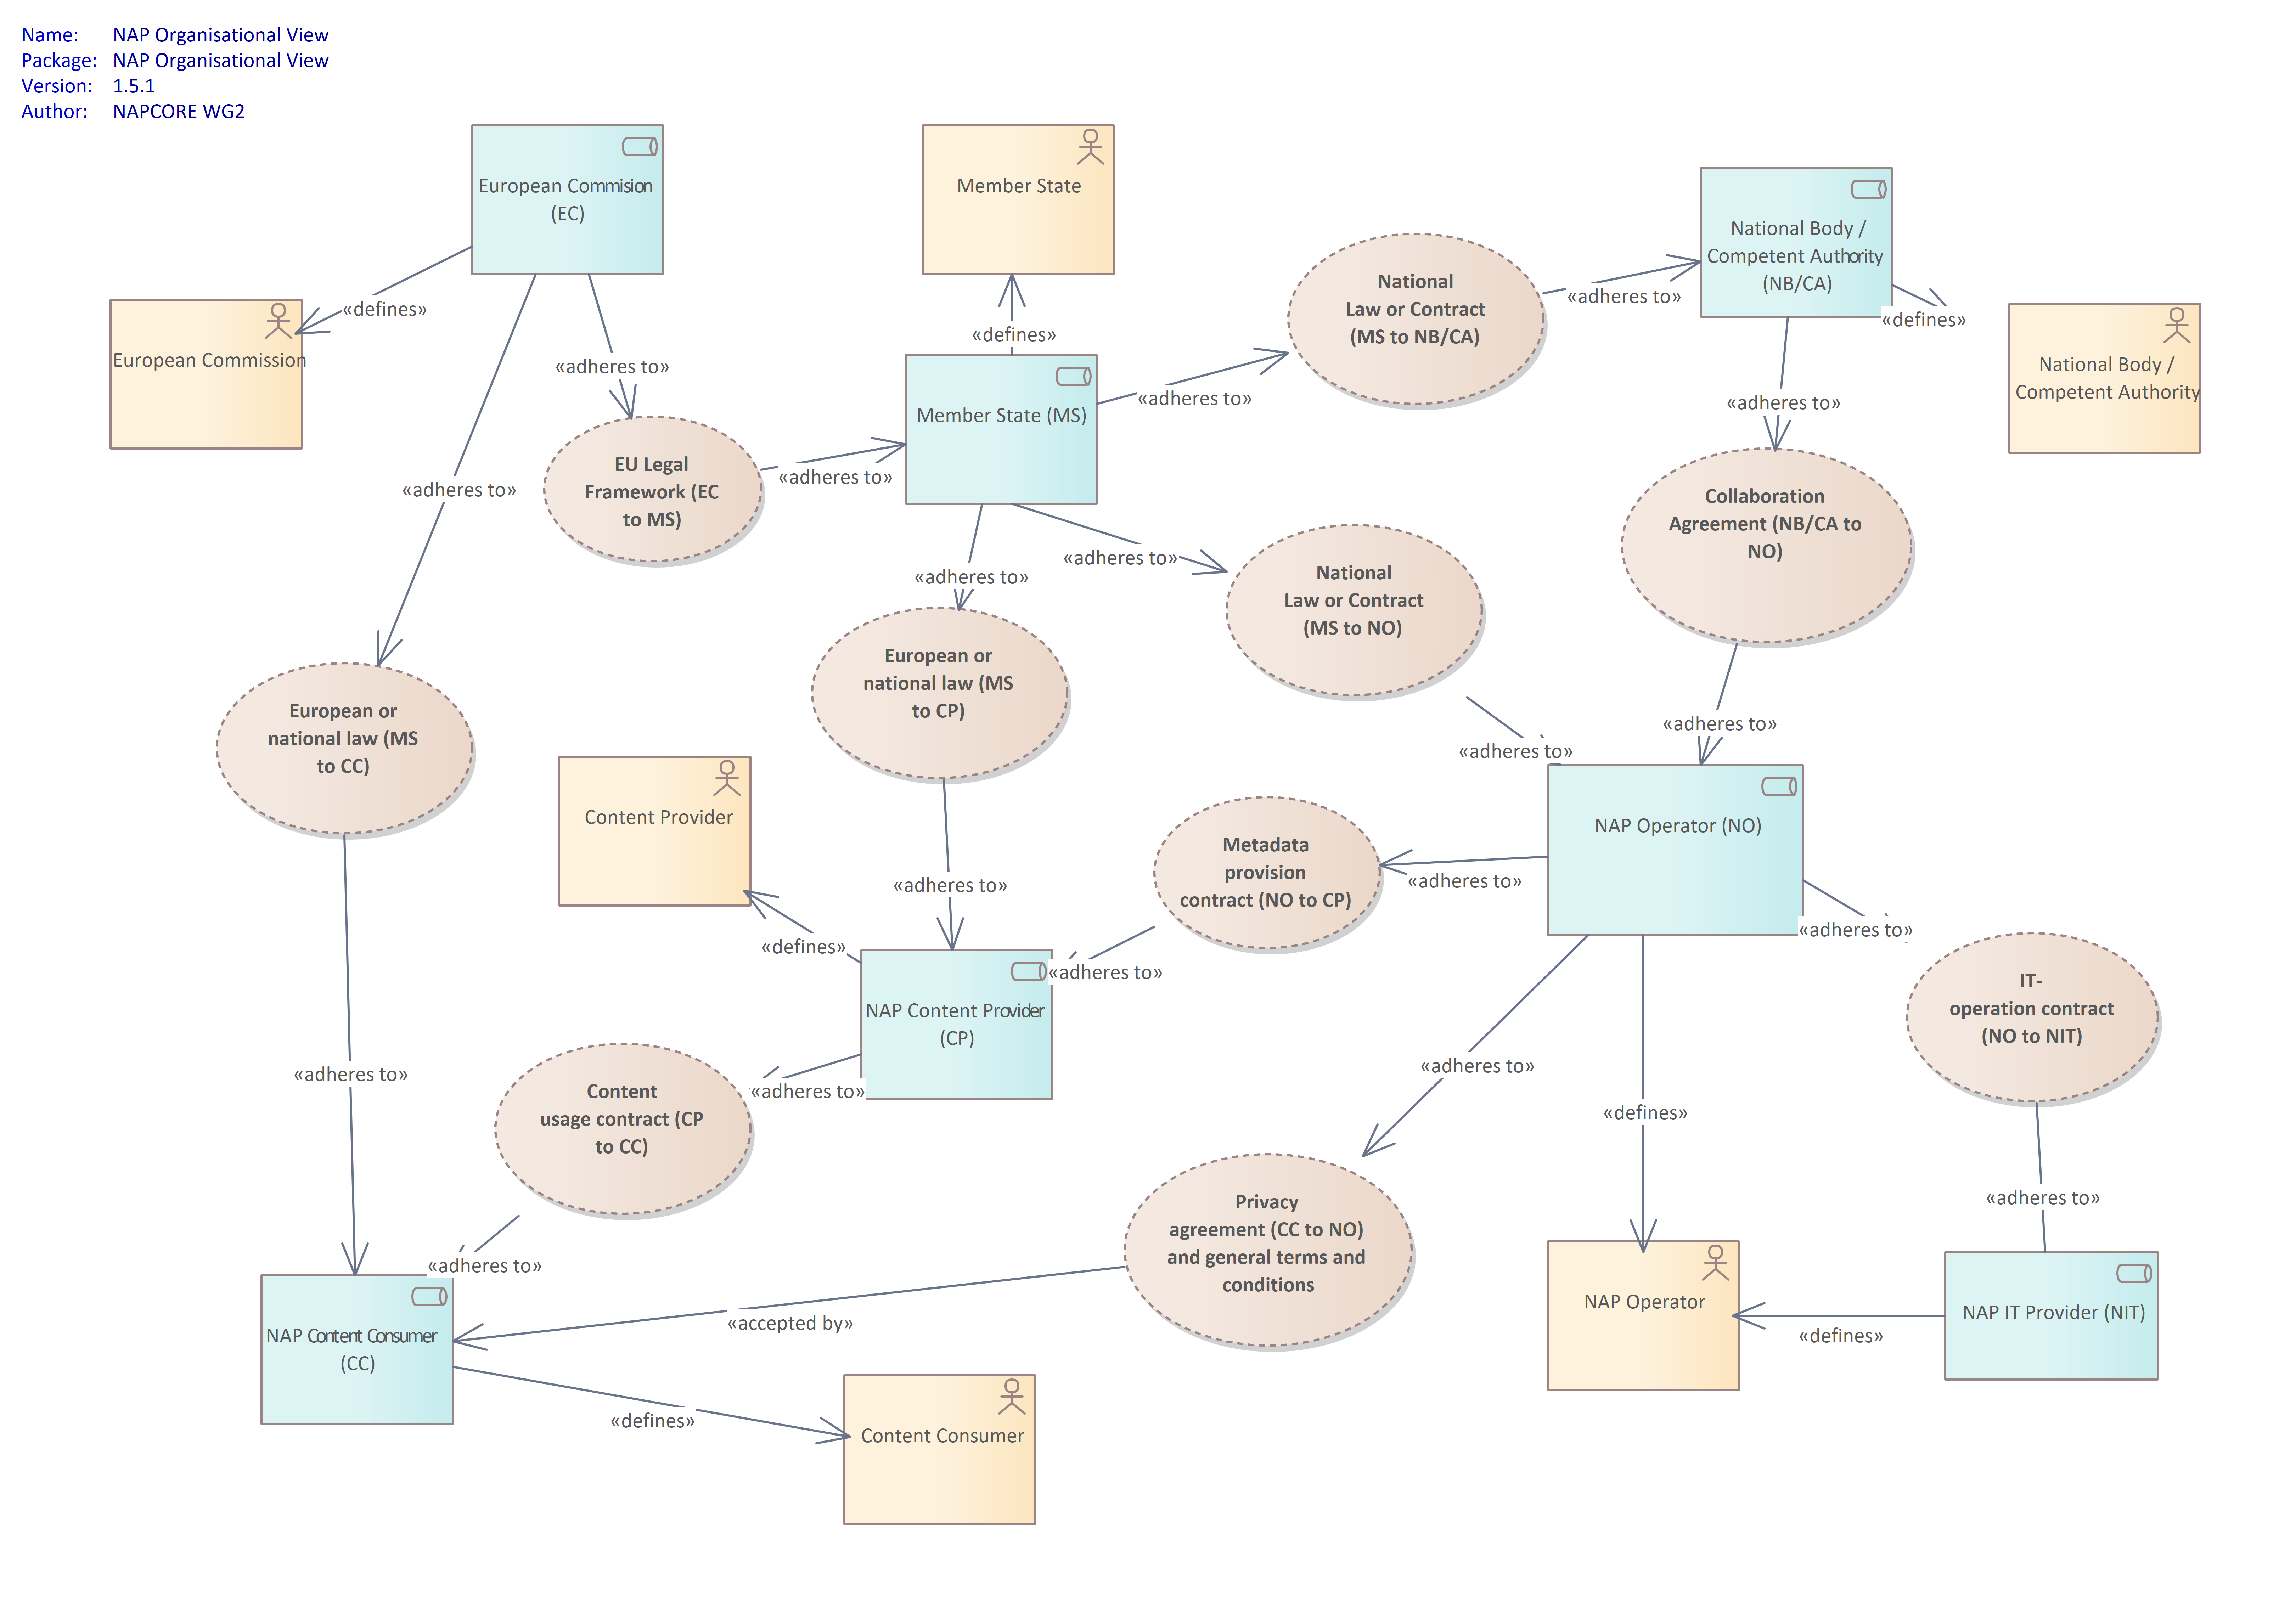 Name: NAP Organisational View
Package: NAP Organisational View
Version: 1.5.1
Author: NAPCORE WG2
European Commision
(EC)
Member State
National Body /
Competent Authority
(NB/CA)
National
Law or Contract
(MS to NB/CA)
«adheres to»
«defines»
«defines»
«defines»
European Commission
National Body /
Competent Authority
«adheres to»
Member State (MS)
«adheres to»
«adheres to»
«adheres to»
EU Legal
Framework (EC
to MS)
«adheres to»
Collaboration
Agreement (NB/CA to
NO)
«adheres to»
«adheres to»
National
Law or Contract
(MS to NO)
European or
national law (MS
to CP)
European or
national law (MS
to CC)
«adheres to»
«adheres to»
Content Provider
NAP Operator (NO)
Metadata
provision
contract (NO to CP)
«adheres to»
«adheres to»
«adheres to»
«defines»
«adheres to»
NAP Content Provider
(CP)
IT-
operation contract
(NO to NIT)
«adheres to»
«adheres to»
«adheres to»
Content
usage contract (CP
to CC)
«defines»
«adheres to»
Privacy
agreement (CC to NO)
and general terms and
conditions
«adheres to»
NAP Operator
NAP IT Provider (NIT)
«accepted by»
«defines»
NAP Content Consumer
(CC)
«defines»
Content Consumer